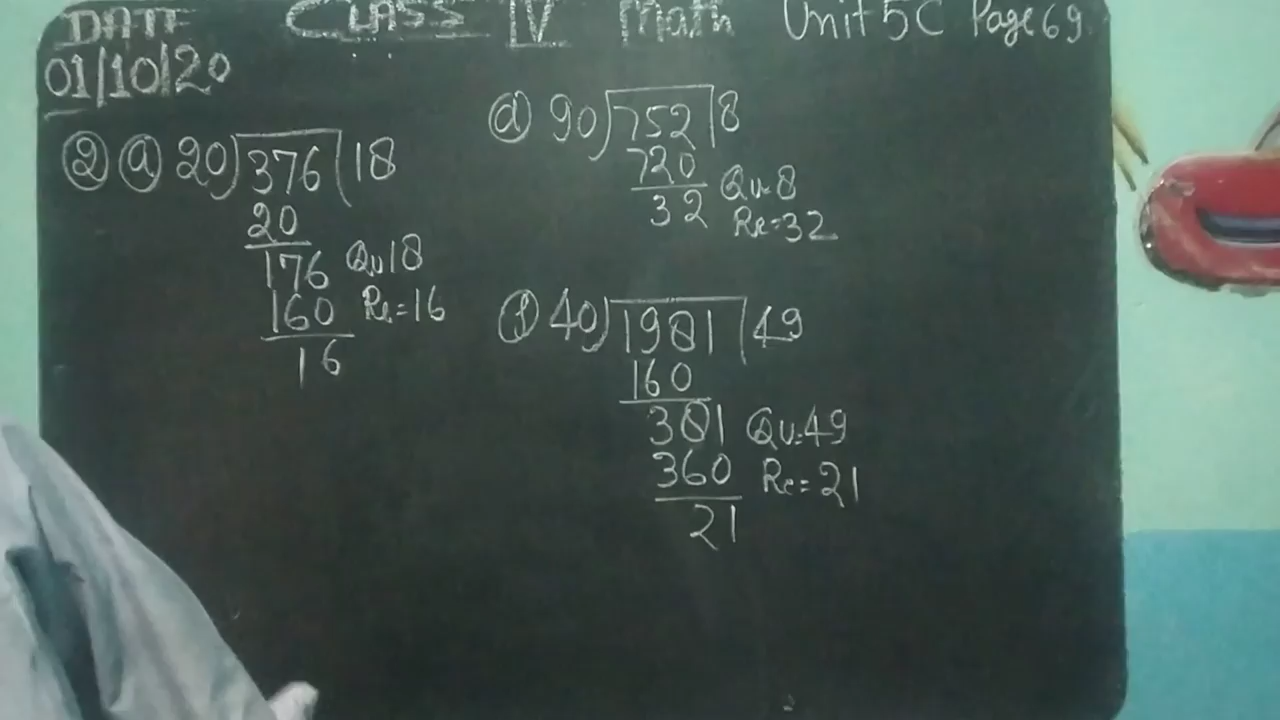 DATE CLASS IV Math Unit 5C Page 69
01/10/20
② ⓐ 20)376(18
20
176 Qu 18
160 Re=16
16
ⓓ 90)752(8
720
32 Qu=8
Re=32
ⓕ 40)1981(49
160
381 Qu=49
360 Re=21
21